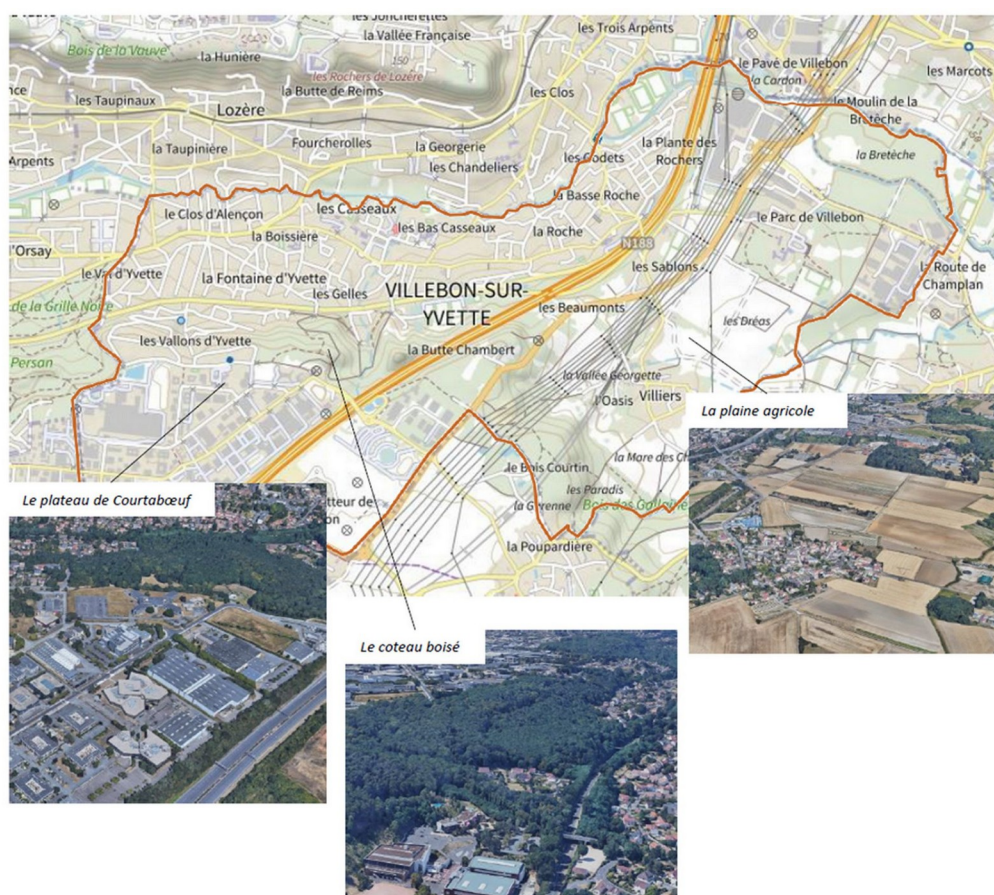 les Joncherettes
la Vallée Française
les Trois Arpents
Bois de la Vauve
la Hunière
150
les Rochers de Lozère
la Butte de Reims
les Taupinaux
Lozère
les Clos
le Pavé de Villebon
la Cardon
les Marcots
le Moulin de la
Bretèche
Fourcherolles
la Taupinière
la Georgerie
les Chandeliers
Arpents
les Godets
la Plante des
Rochers
la Bretèche
la Basse Roche
le Clos d'Alençon
les Casseaux
les Bas Casseaux
la Roche
le Parc de Villebon
l'Orsay
la Boissière
N188
les Sablons
la Route de
Champlan
le Val d'Yvette
la Fontaine d'Yvette
les Gelles
VILLEBON-SUR-
YVETTE
les Beaumonts
de la Grille Noire
les Dréas
les Vallons d'Yvette
la Butte Chambert
Persan
la Vallée Georgette
l'Oasis
Villiers
La plaine agricole
le Bois Courtin
la Mare des Ch
les Paradis
la Garenne
Bois des Gallains
la Poupardière
Le plateau de Courtabœuf
tteur de
on
Le coteau boisé